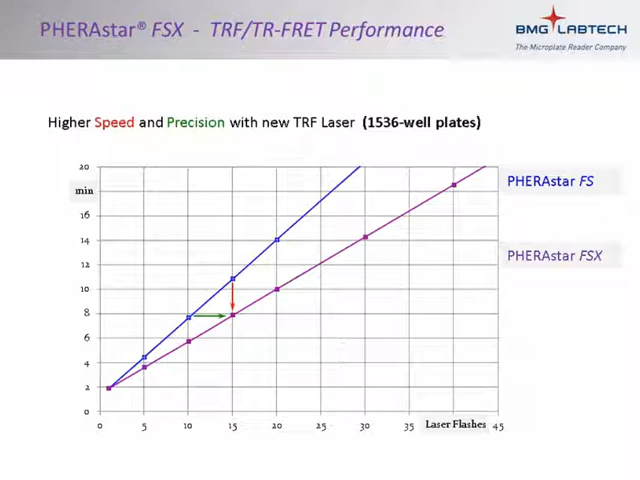 PHERAstar® FSX - TRF/TR-FRET Performance
BMG LABTECH
The Microplate Reader Company
Higher Speed and Precision with new TRF Laser (1536-well plates)
20
min
16
14
12
10
8
6
4
2
0
0 5 10 15 20 25 30 35 Laser Flashes 45
PHERAstar FS
PHERAstar FSX